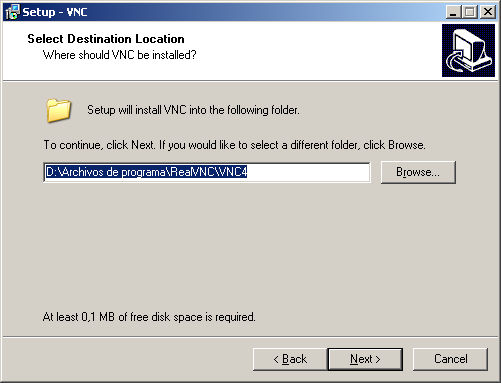 Setup - VNC
Select Destination Location
Where should VNC be installed?
Setup will install VNC into the following folder.
To continue, click Next. If you would like to select a different folder, click Browse.
D:\Archivos de programa\RealVNC\VNC4
Browse...
At least 0,1 MB of free disk space is required.
< Back
Next >
Cancel